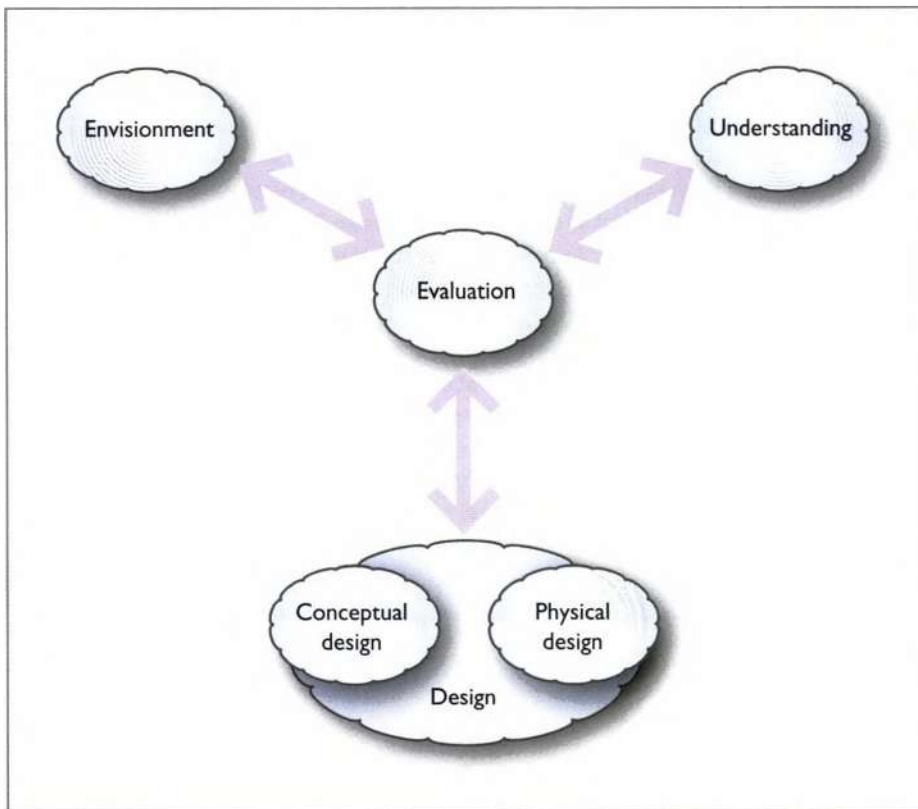 Envisionment
Understanding
Evaluation
Conceptual
design
Physical
design
Design